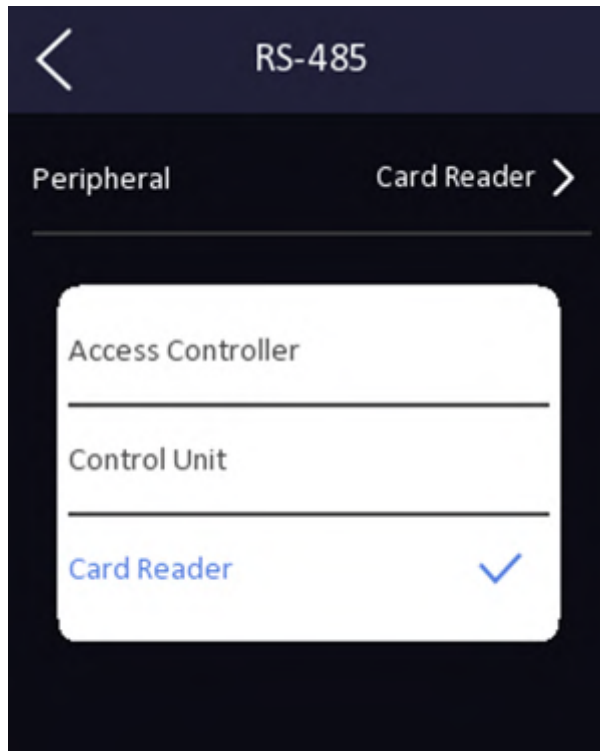 RS-485
Peripheral Card Reader
Access Controller
Control Unit
Card Reader